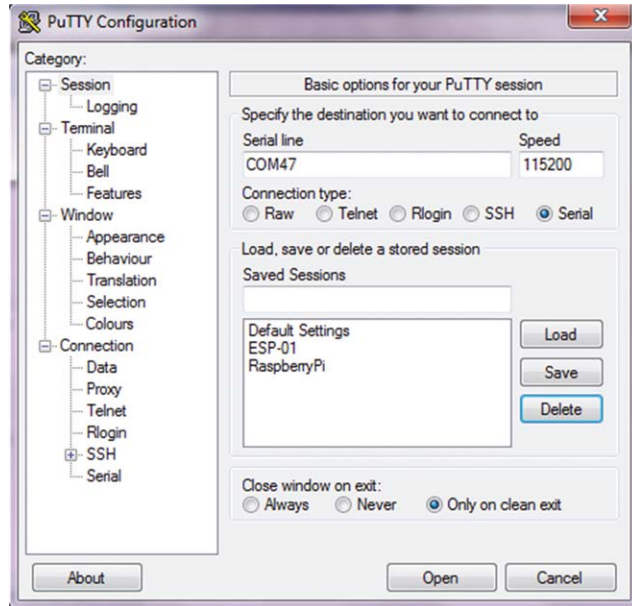 PuTTY Configuration
Category:
Session
Logging
Terminal
Keyboard
Bell
Features
Window
Appearance
Behaviour
Translation
Selection
Colours
Connection
Data
Proxy
Telnet
Rlogin
SSH
Serial
Basic options for your PuTTY session
Specify the destination you want to connect to
Serial line Speed
COM47 115200
Connection type:
Raw Telnet Rlogin SSH Serial
Load, save or delete a stored session
Saved Sessions
Default Settings
ESP-01
RaspberryPi
Load
Save
Delete
Close window on exit:
Always Never Only on clean exit
About Open Cancel